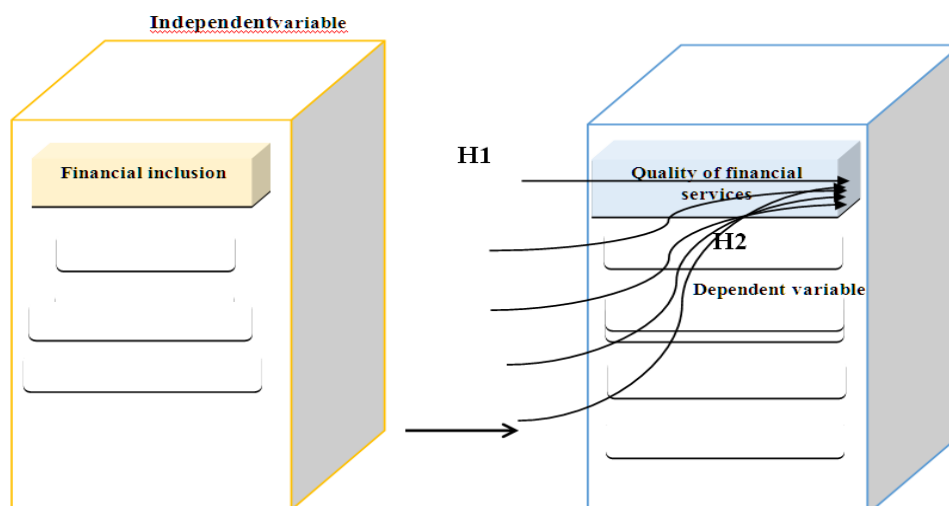 Independentvariable
Financial inclusion
H1
Quality of financial
services
H2
Dependent variable